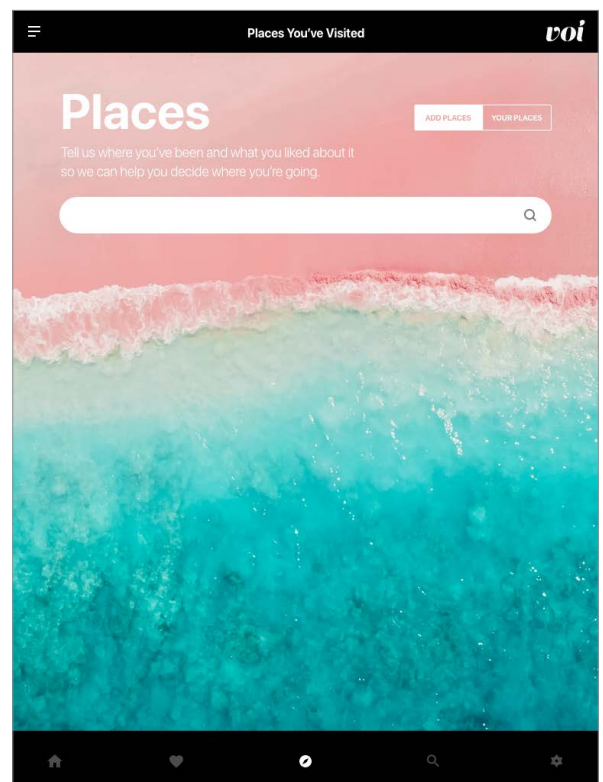 Places You’ve Visited
voi
Places
ADD PLACES
YOUR PLACES
Tell us where you’ve been and what you liked about it
so we can help you decide where you’re going.